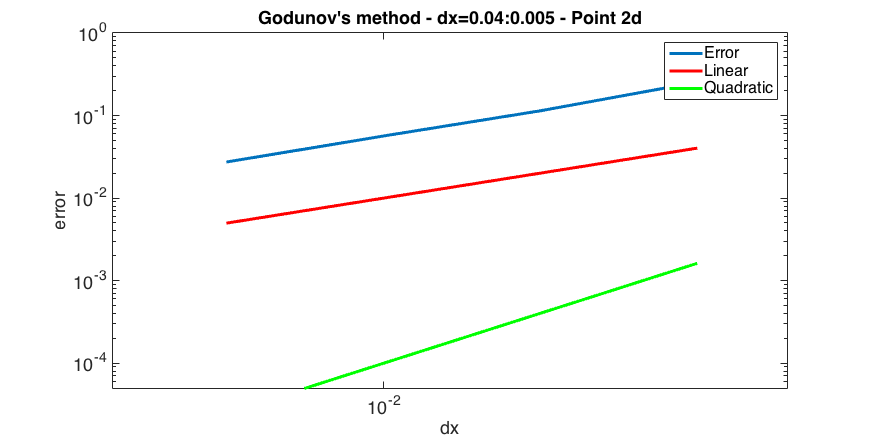 Godunov's method - dx=0.04:0.005 - Point 2d
10^0
10^-1
10^-2
10^-3
10^-4
error
Error
Linear
Quadratic
10^-2
dx